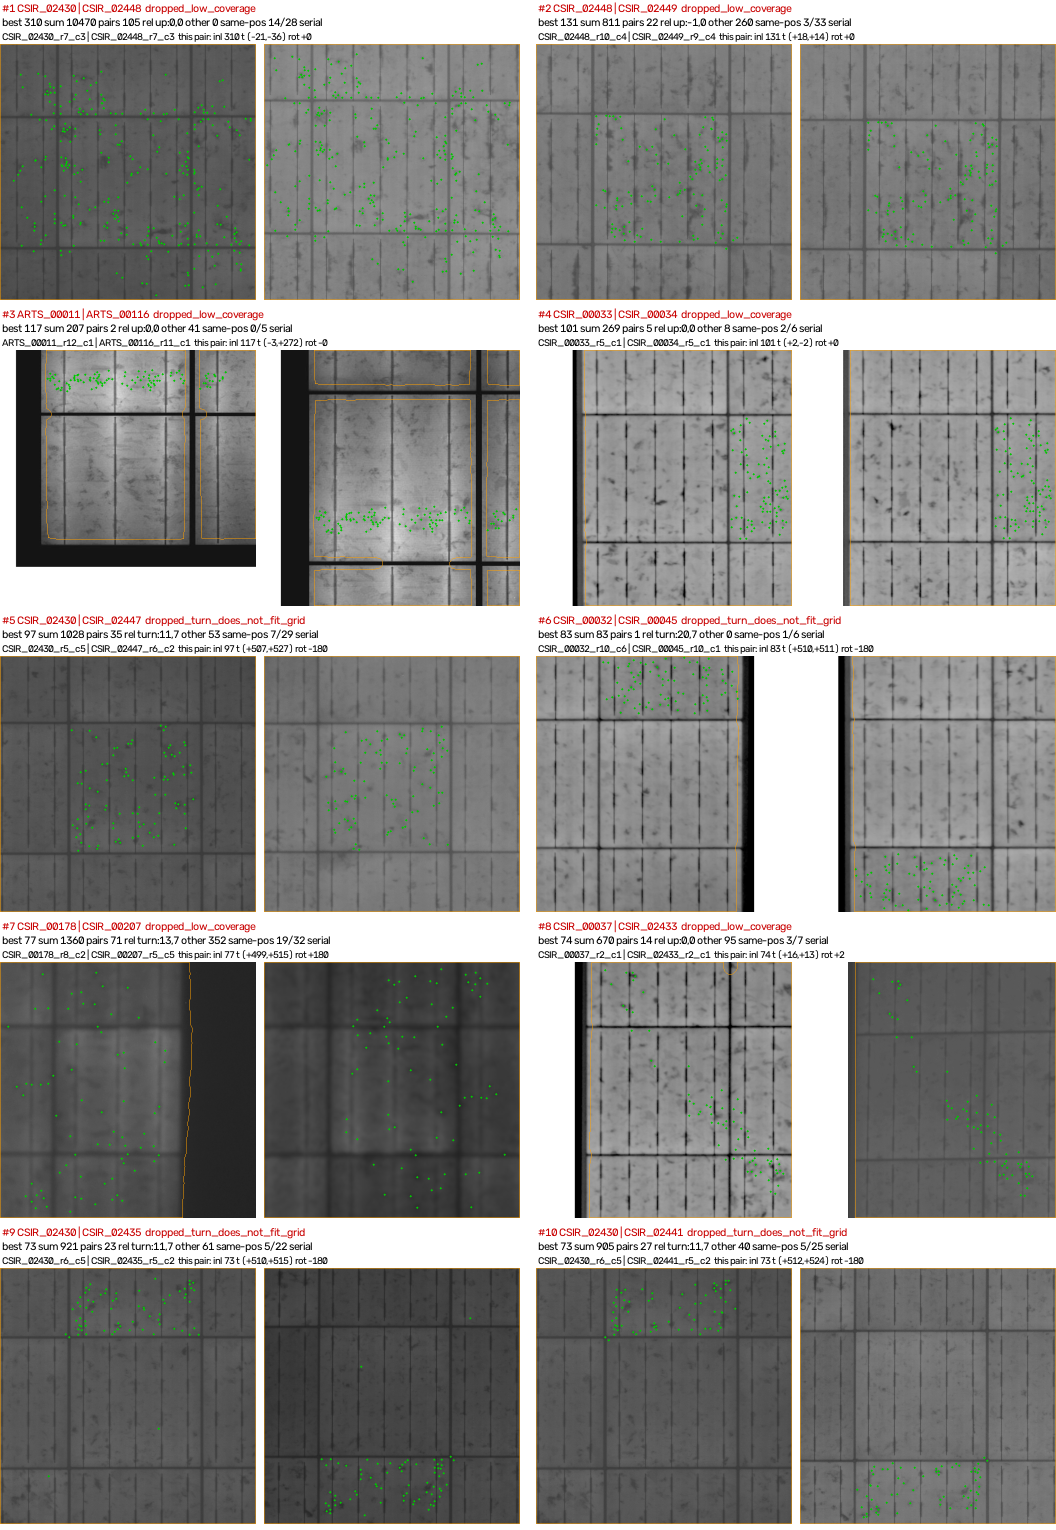 #1 CSIR_02430 | CSIR_02448 dropped_low_coverage
best 310 sum 10470 pairs 105 rel up:0,0 other 0 same-pos 14/28 serial
CSIR_02430_r7_c3 | CSIR_02448_r7_c3 this pair: inl 310 t (-21,-36) rot +0
#2 CSIR_02448 | CSIR_02449 dropped_low_coverage
best 131 sum 811 pairs 22 rel up:-1,0 other 260 same-pos 3/33 serial
CSIR_02448_r10_c4 | CSIR_02449_r9_c4 this pair: inl 131 t (+18,+14) rot +0
#3 ARTS_00011 | ARTS_00116 dropped_low_coverage
best 117 sum 207 pairs 2 rel up:0,0 other 41 same-pos 0/5 serial
ARTS_00011_r12_c1 | ARTS_00116_r11_c1 this pair: inl 117 t (-3,+272) rot -0
#4 CSIR_00033 | CSIR_00034 dropped_low_coverage
best 101 sum 269 pairs 5 rel up:0,0 other 8 same-pos 2/6 serial
CSIR_00033_r5_c1 | CSIR_00034_r5_c1 this pair: inl 101 t (+2,-2) rot +0
#5 CSIR_02430 | CSIR_02447 dropped_turn_does_not_fit_grid
best 97 sum 1028 pairs 35 rel turn:11,7 other 53 same-pos 7/29 serial
CSIR_02430_r5_c5 | CSIR_02447_r6_c2 this pair: inl 97 t (+507,+527) rot -180
#6 CSIR_00032 | CSIR_00045 dropped_turn_does_not_fit_grid
best 83 sum 83 pairs 1 rel turn:20,7 other 0 same-pos 1/6 serial
CSIR_00032_r10_c6 | CSIR_00045_r10_c1 this pair: inl 83 t (+510,+511) rot -180
#7 CSIR_00178 | CSIR_00207 dropped_low_coverage
best 77 sum 1360 pairs 71 rel turn:13,7 other 352 same-pos 19/32 serial
CSIR_00178_r8_c2 | CSIR_00207_r5_c5 this pair: inl 77 t (+499,+515) rot +180
#8 CSIR_00037 | CSIR_02433 dropped_low_coverage
best 74 sum 670 pairs 14 rel up:0,0 other 95 same-pos 3/7 serial
CSIR_00037_r2_c1 | CSIR_02433_r2_c1 this pair: inl 74 t (+16,+13) rot +2
#9 CSIR_02430 | CSIR_02435 dropped_turn_does_not_fit_grid
best 73 sum 921 pairs 23 rel turn:11,7 other 61 same-pos 5/22 serial
CSIR_02430_r6_c5 | CSIR_02435_r5_c2 this pair: inl 73 t (+510,+515) rot -180
#10 CSIR_02430 | CSIR_02441 dropped_turn_does_not_fit_grid
best 73 sum 905 pairs 27 rel turn:11,7 other 40 same-pos 5/25 serial
CSIR_02430_r6_c5 | CSIR_02441_r5_c2 this pair: inl 73 t (+512,+524) rot -180